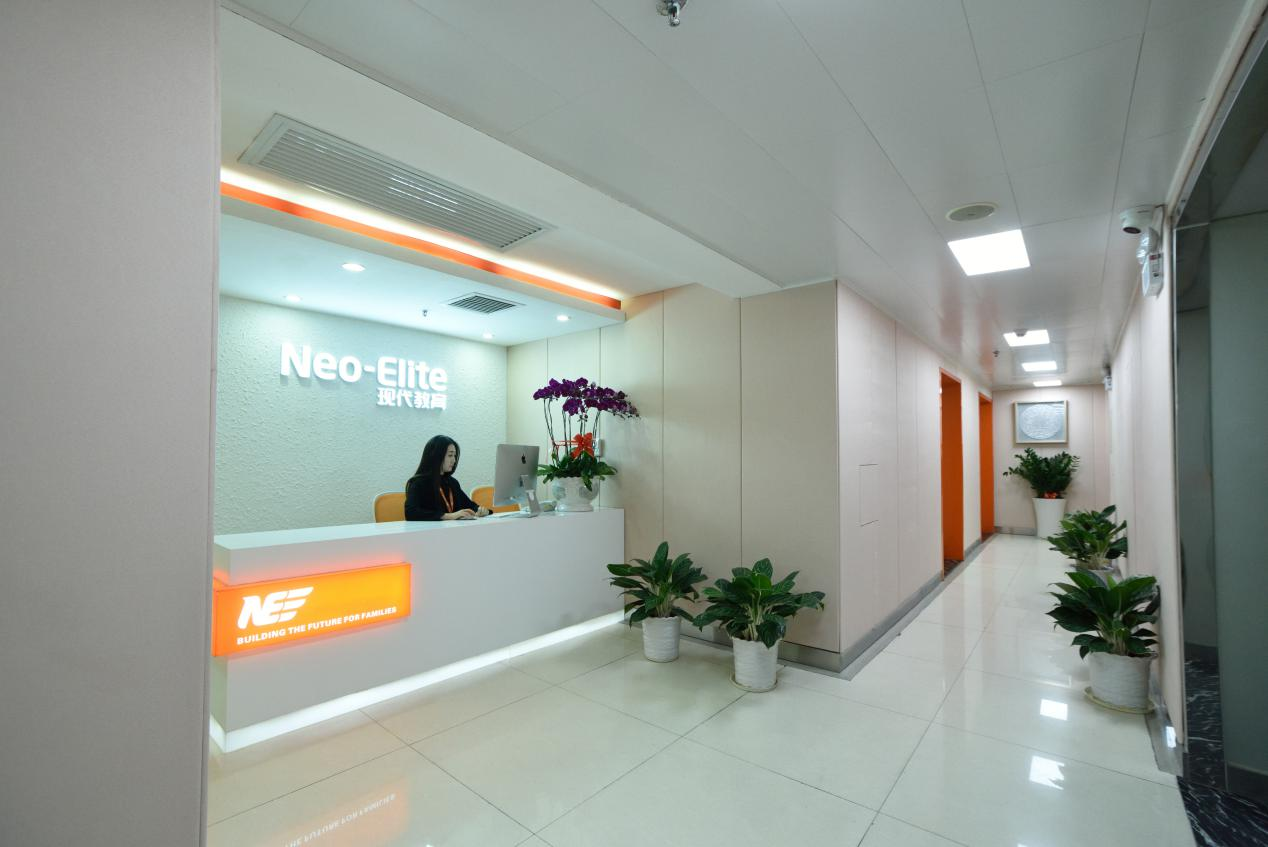 Neo-Elite
现代教育
NEE
BUILDING THE FUTURE FOR FAMILIES